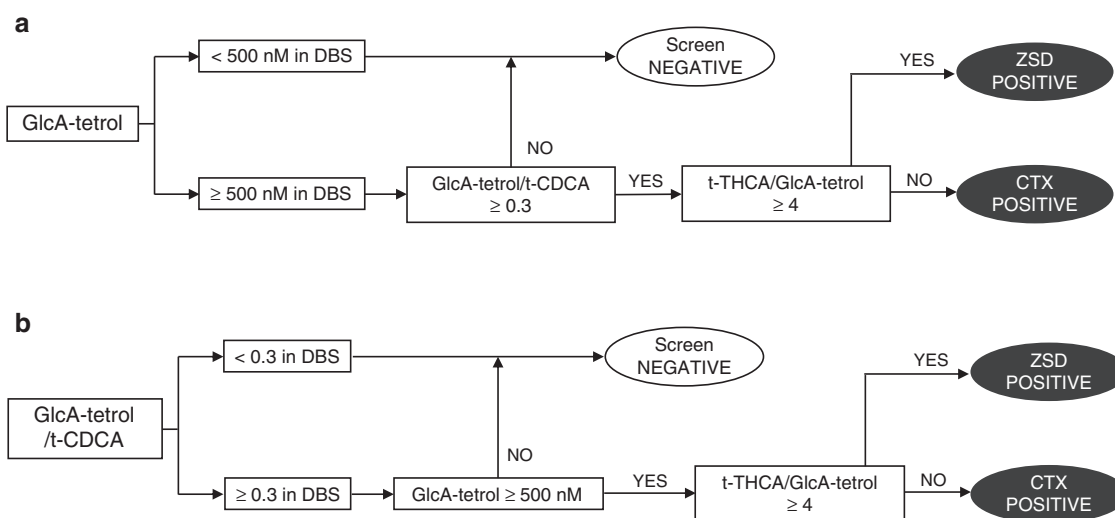 a
< 500 nM in DBS
Screen
NEGATIVE
YES
ZSD
POSITIVE
GlcA-tetrol
NO
≥ 500 nM in DBS
GlcA-tetrol/t-CDCA
≥ 0.3
YES
t-THCA/GlcA-tetrol
≥ 4
NO
CTX
POSITIVE
b
< 0.3 in DBS
Screen
NEGATIVE
YES
ZSD
POSITIVE
GlcA-tetrol
/t-CDCA
NO
≥ 0.3 in DBS
GlcA-tetrol ≥ 500 nM
YES
t-THCA/GlcA-tetrol
≥ 4
NO
CTX
POSITIVE